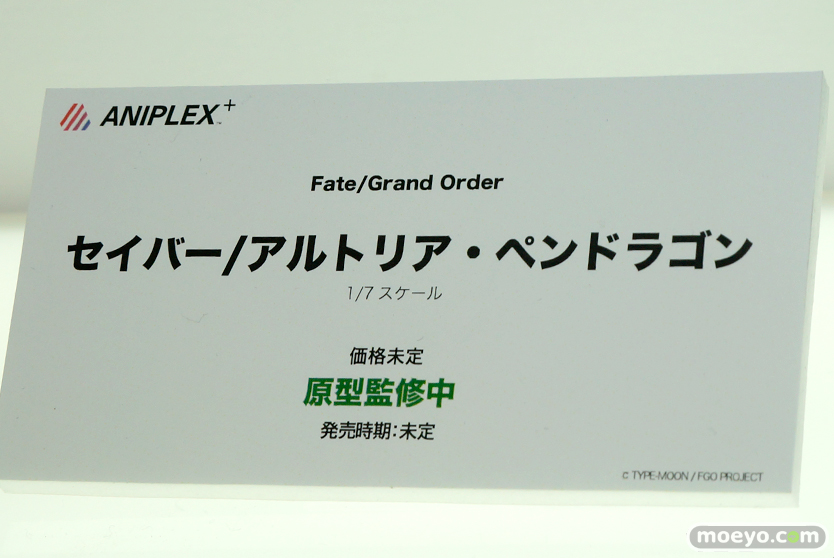 ANIPLEX+™
Fate/Grand Order
セイバー/アルトリア・ペンドラゴン
1/7 スケール
価格未定
原型監修中
発売時期:未定
c TYPE-MOON / FGO PROJECT
moeyo.com